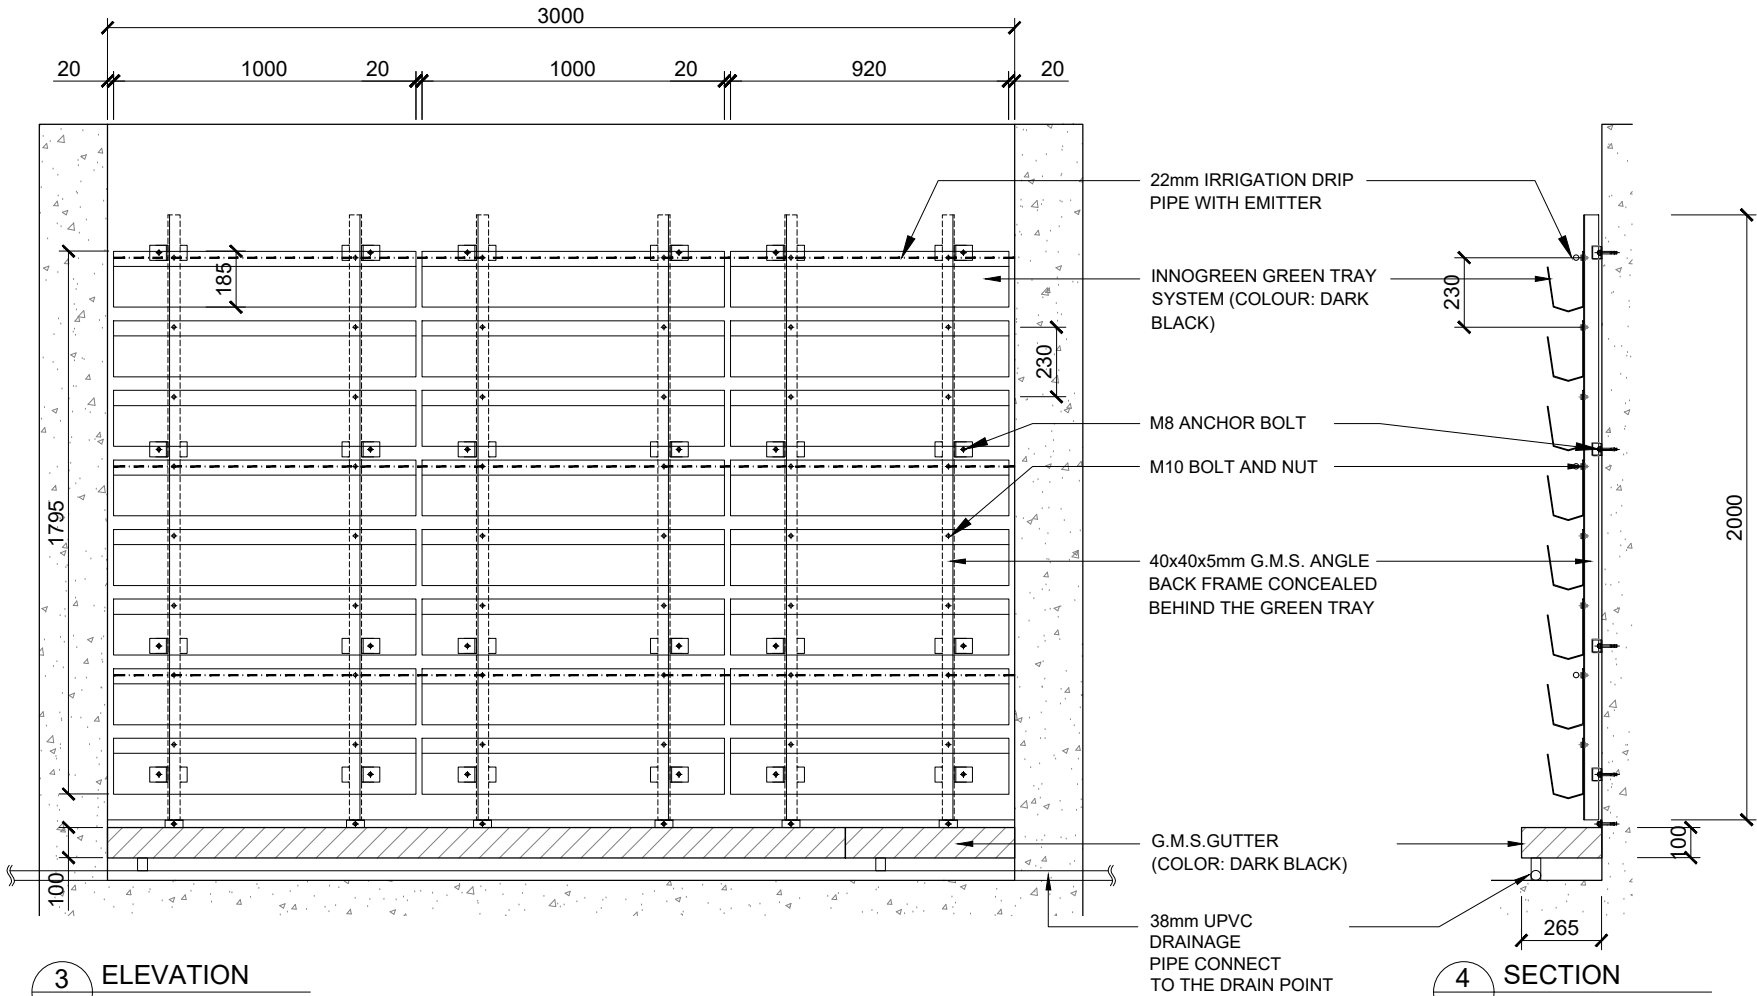 3000
20
1000
20
1000
20
920
20
185
230
1795
100
22mm IRRIGATION DRIP
PIPE WITH EMITTER
INNOGREEN GREEN TRAY
SYSTEM (COLOUR: DARK
BLACK)
M8 ANCHOR BOLT
M10 BOLT AND NUT
40x40x5mm G.M.S. ANGLE
BACK FRAME CONCEALED
BEHIND THE GREEN TRAY
G.M.S.GUTTER
(COLOR: DARK BLACK)
38mm UPVC
DRAINAGE
PIPE CONNECT
TO THE DRAIN POINT
230
2000
100
265
3 ELEVATION
4 SECTION